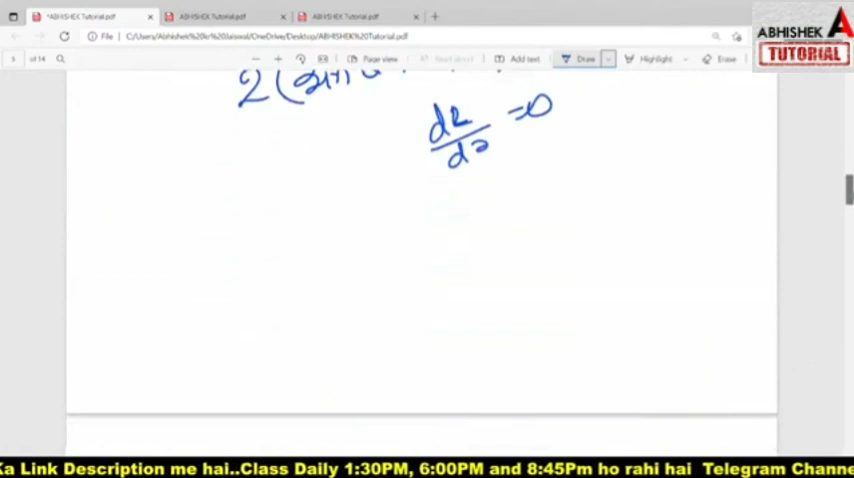 *ABHISHEK Tutorial.pdf
ABHISHEK Tutorial.pdf
ABHISHEK Tutorial.pdf
File | C:/Users/Abhishek%20kr%20Jaiswal/OneDrive/Desktop/ABHISHEK%20Tutorial.pdf
5 of 14
Page view
Read aloud
Add text
Draw
Highlight
Erase
ABHISHEK A
TUTORIAL
2 (
=0
Ka Link Description me hai..Class Daily 1:30PM, 6:00PM and 8:45Pm ho rahi hai Telegram Channe